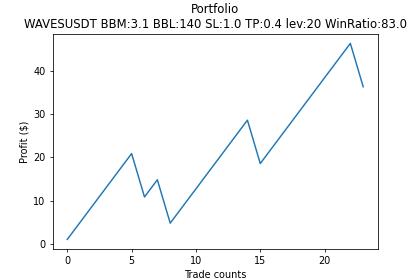 Portfolio
WAVESUSDT BBM:3.1 BBL:140 SL:1.0 TP:0.4 lev:20 WinRatio:83.0
Profit ($)
40
30
20
10
0
0 5 10 15 20
Trade counts